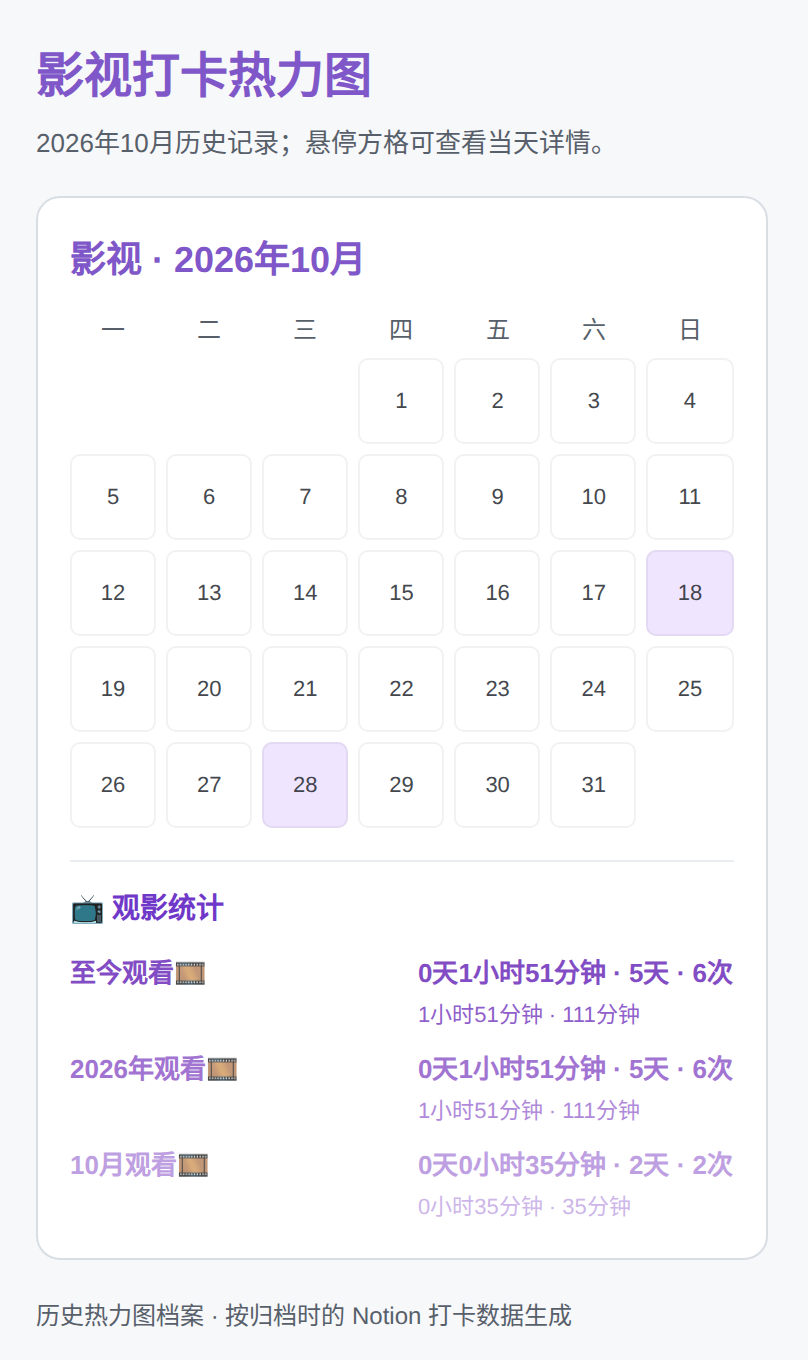 影视打卡热力图
2026年10月历史记录；悬停方格可查看当天详情。
影视 · 2026年10月
一 二 三 四 五 六 日
1 2 3 4
5 6 7 8 9 10 11
12 13 14 15 16 17 18
19 20 21 22 23 24 25
26 27 28 29 30 31
📺 观影统计
至今观看🎞️ 0天1小时51分钟 · 5天 · 6次
1小时51分钟 · 111分钟
2026年观看🎞️ 0天1小时51分钟 · 5天 · 6次
1小时51分钟 · 111分钟
10月观看🎞️ 0天0小时35分钟 · 2天 · 2次
0小时35分钟 · 35分钟
历史热力图档案 · 按归档时的 Notion 打卡数据生成